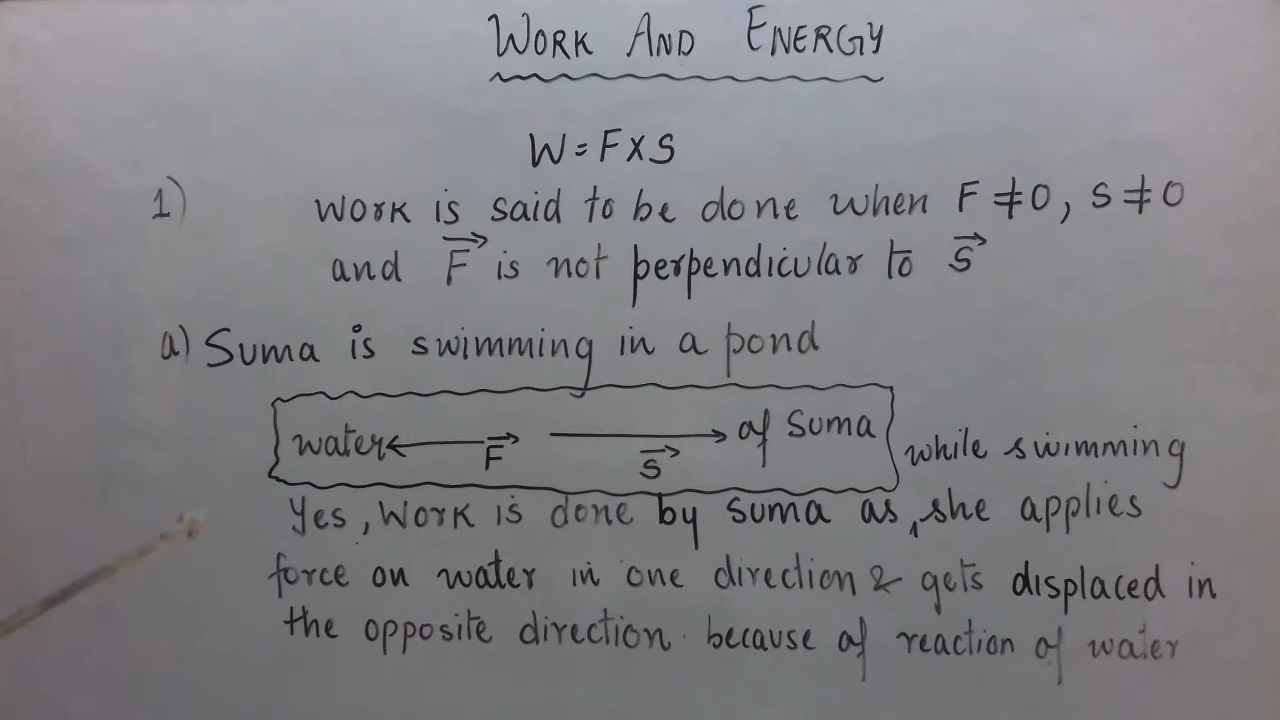 WORK AND ENERGY
W = F x S
1) Work is said to be done when F ≠ 0, S ≠ 0
and F⃗ is not perpendicular to S⃗
a) Suma is swimming in a pond
water ← F⃗ → S⃗ of Suma
while swimming
Yes, Work is done by Suma as ‸ she applies
force on water in one direction & gets displaced in
the opposite direction because of reaction of water